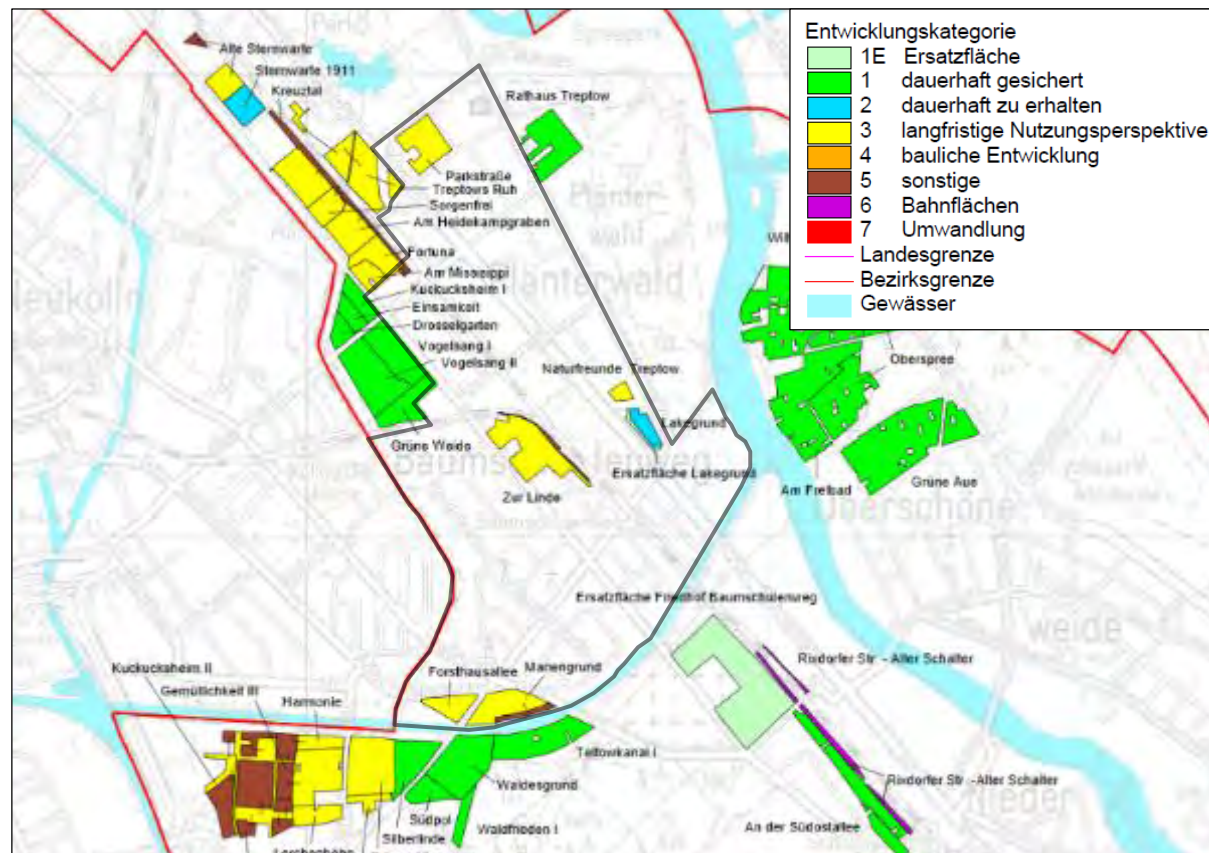 Entwicklungskategorie
1E Ersatzfläche
1 dauerhaft gesichert
2 dauerhaft zu erhalten
3 langfristige Nutzungsperspektive
4 bauliche Entwicklung
5 sonstige
6 Bahnflächen
7 Umwandlung
Landesgrenze
Bezirksgrenze
Gewässer
Alte Sternwarte
Sternwarte 1911
Kreuztal
Rathaus Treptow
Parkstraße
Treptows Ruh
Sorgenfrei
Am Heidekampgraben
Fortuna
Am Mississippi
Kuckucksheim I
Einsamkeit
Drosselgarten
Vogelsang I
Vogelsang II
Grüne Weide
Naturfreunde Treptow
Lakegrund
Ersatzfläche Lakegrund
Zur Linde
Oberspree
Am Freibad
Grüne Aue
Baumschulenweg
Ersatzfläche Friedhof Baumschulenweg
Rixdorfer Str - Alter Schalter
Forsthausallee
Mariengrund
Kuckucksheim II
Gemütlichkeit III
Harmonie
Teltowkanal I
Waldesgrund
Südpol
Silberlinde
Waldfrieden I
Rixdorfer Str -Alter Schalter
An der Südostallee